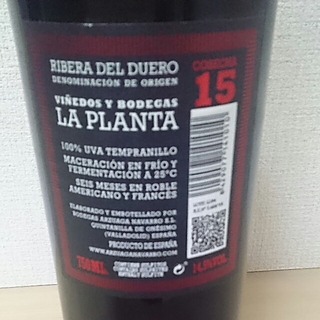 RIBERA DEL DUERO
DENOMINACIÓN DE ORIGEN
COSECHA
15
VIÑEDOS Y BODEGAS
LA PLANTA
100% UVA TEMPRANILLO
MACERACIÓN EN FRÍO Y
FERMENTACIÓN A 25°C
SEIS MESES EN ROBLE
AMERICANO Y FRANCÉS
ELABORADO Y EMBOTELLADO POR
BODEGAS ARZUAGA NAVARRO S.L.
QUINTANILLA DE ONÉSIMO
(VALLADOLID) ESPAÑA
PRODUCTO DE ESPAÑA
WWW.ARZUAGANAVARRO.COM
750ML